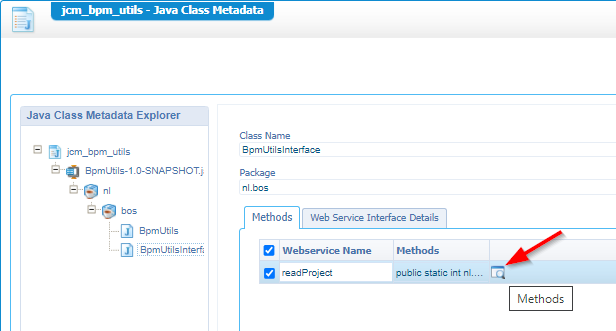 jcm_bpm_utils - Java Class Metadata
Java Class Metadata Explorer
jcm_bpm_utils
BpmUtils-1.0-SNAPSHOT.j
nl
bos
BpmUtils
BpmUtilsInterfa
Class Name
BpmUtilsInterface
Package
nl.bos
Methods Web Service Interface Details
Webservice Name Methods
readProject public static int nl....
Methods